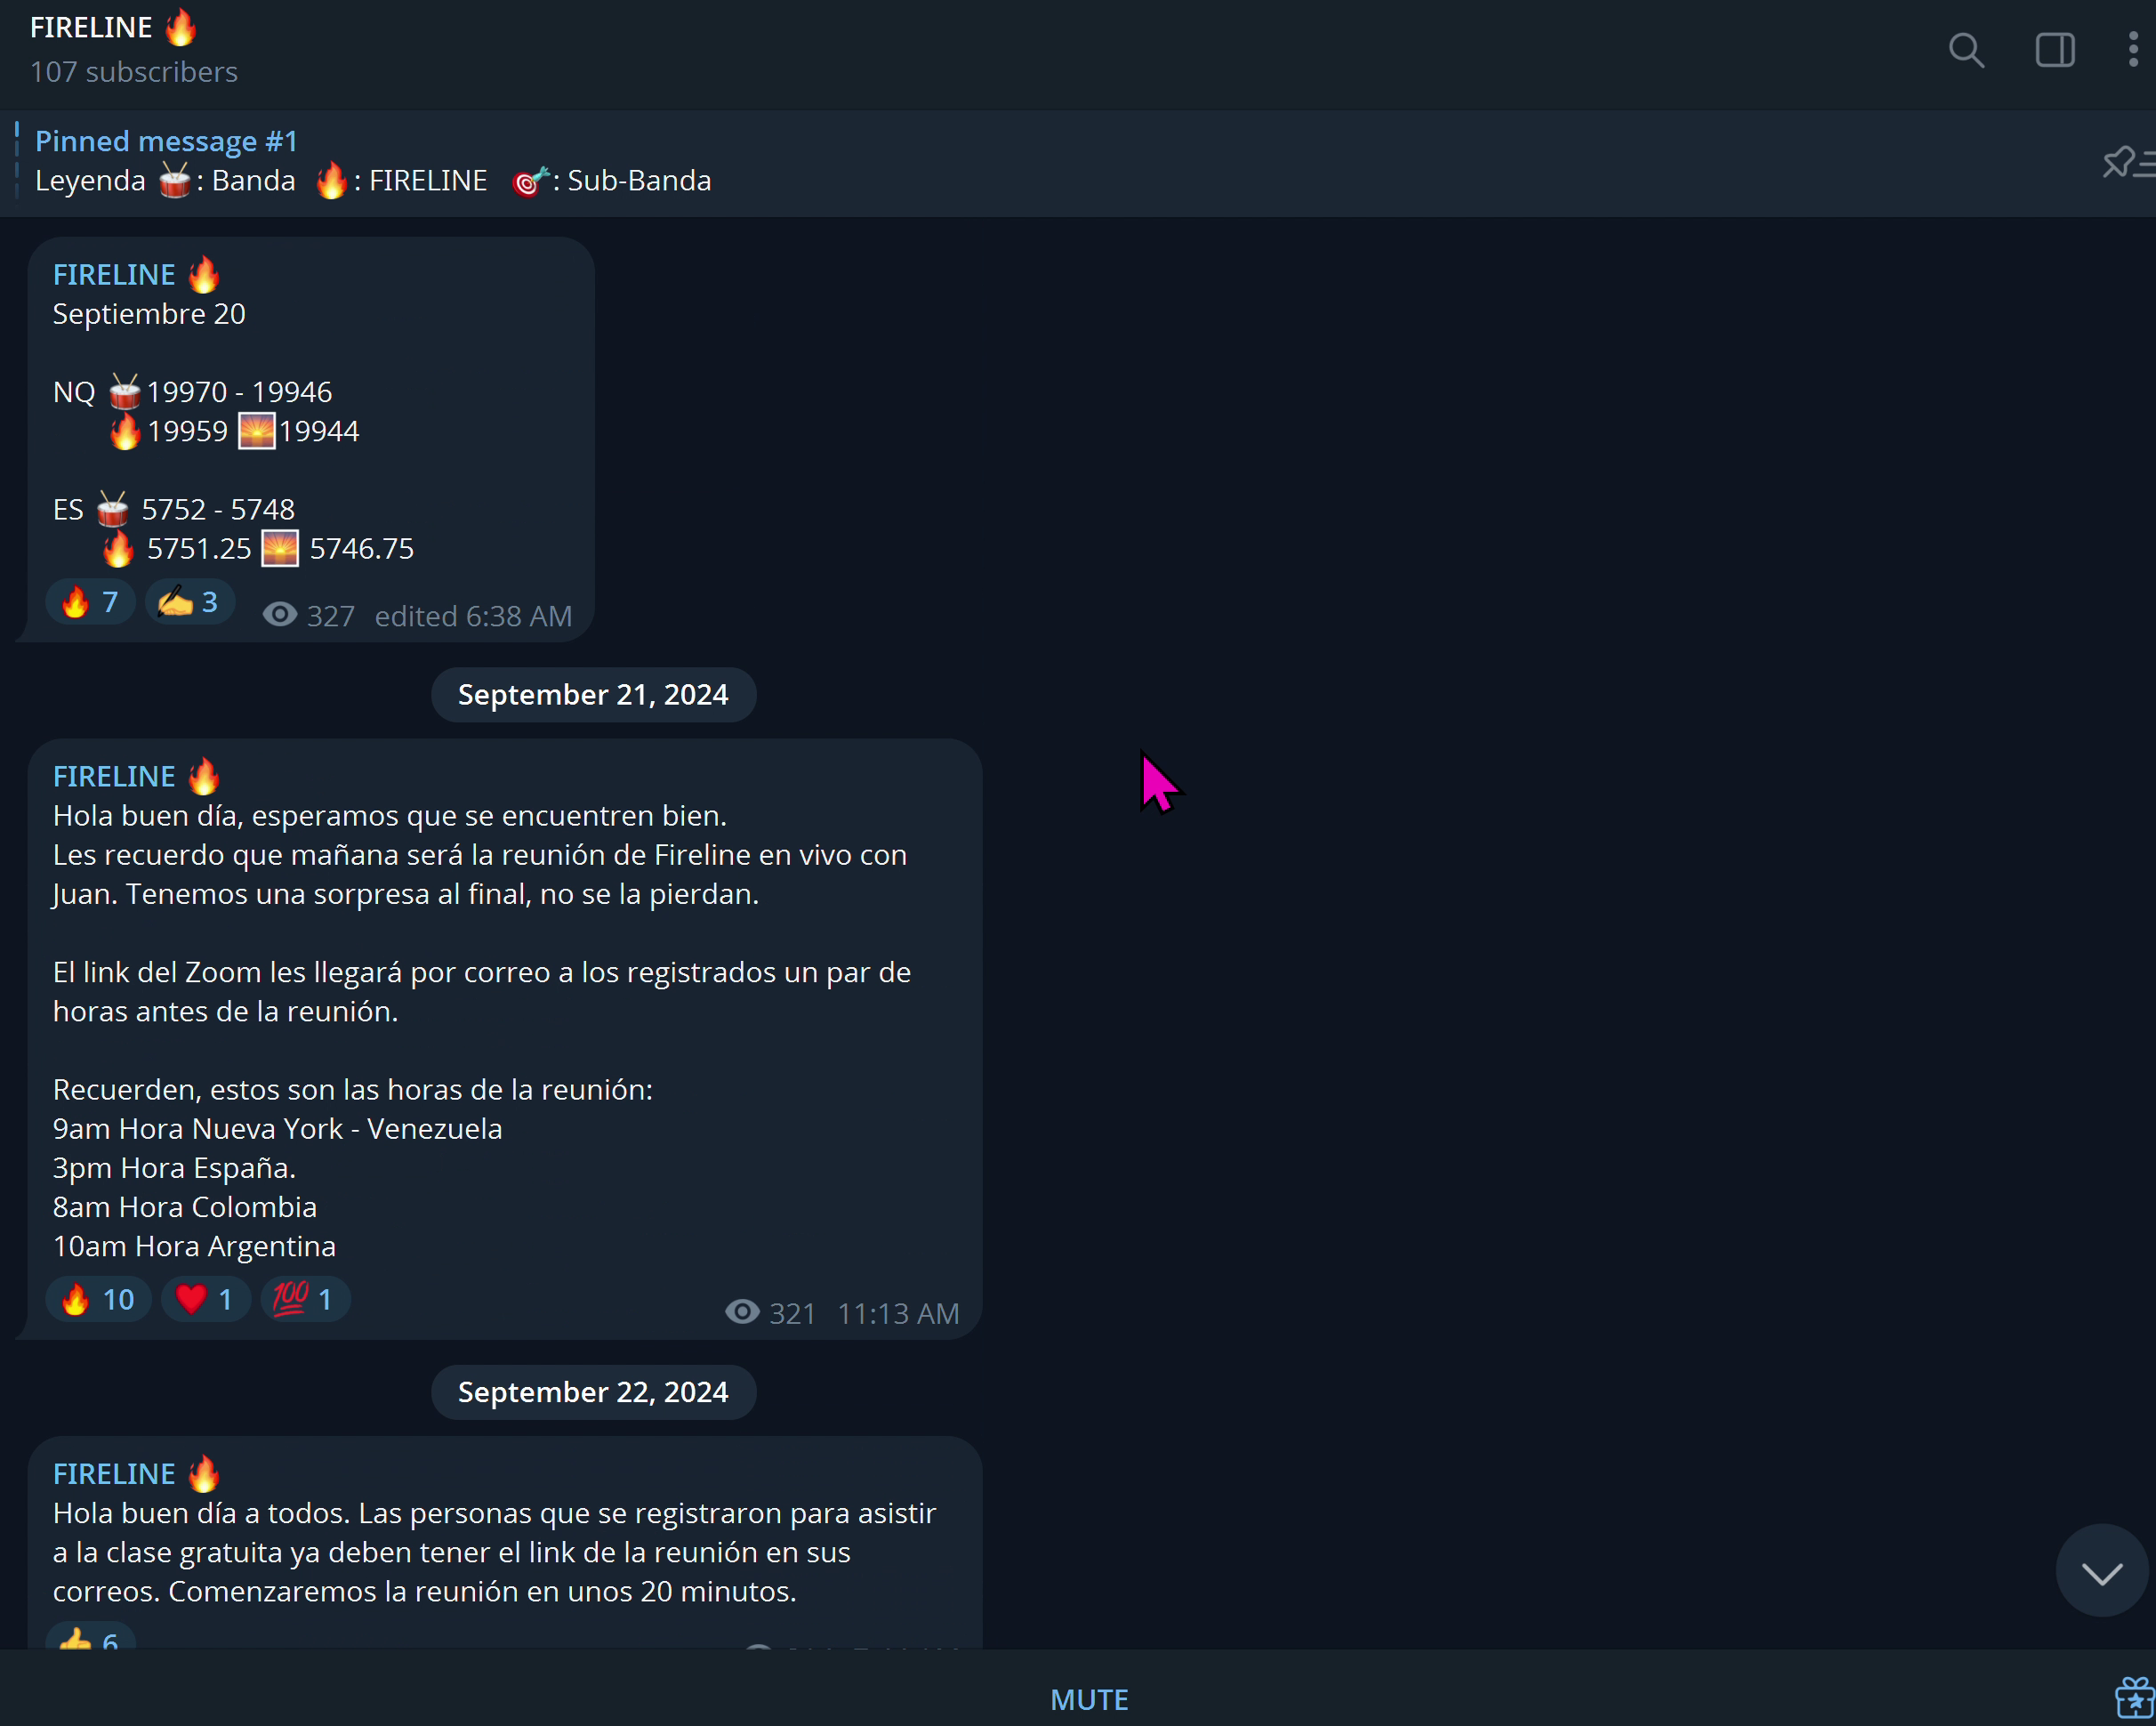 FIRELINE 🔥
107 subscribers
Pinned message #1
Leyenda 🥁: Banda 🔥: FIRELINE 🎯: Sub-Banda
FIRELINE 🔥
Septiembre 20
NQ 🥁19970 - 19946
🔥19959 🌅19944
ES 🥁 5752 - 5748
🔥 5751.25 🌅 5746.75
🔥 7 ✍️ 3 327 edited 6:38 AM
September 21, 2024
FIRELINE 🔥
Hola buen día, esperamos que se encuentren bien.
Les recuerdo que mañana será la reunión de Fireline en vivo con
Juan. Tenemos una sorpresa al final, no se la pierdan.
El link del Zoom les llegará por correo a los registrados un par de
horas antes de la reunión.
Recuerden, estos son las horas de la reunión:
9am Hora Nueva York - Venezuela
3pm Hora España.
8am Hora Colombia
10am Hora Argentina
🔥 10 ❤️ 1 💯 1 321 11:13 AM
September 22, 2024
FIRELINE 🔥
Hola buen día a todos. Las personas que se registraron para asistir
a la clase gratuita ya deben tener el link de la reunión en sus
correos. Comenzaremos la reunión en unos 20 minutos.
👍 6
MUTE